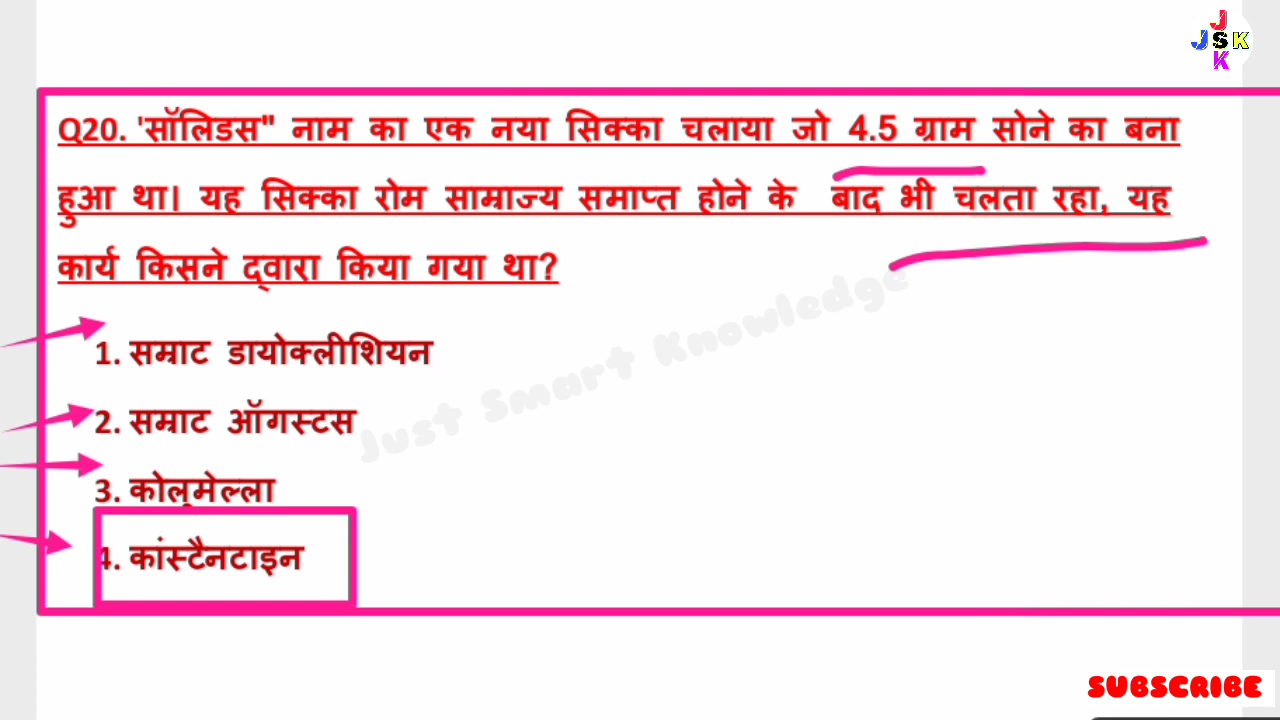 J
JSK
K
Q20. 'सॉलिडस" नाम का एक नया सिक्का चलाया जो 4.5 ग्राम सोने का बना
हुआ था। यह सिक्का रोम साम्राज्य समाप्त होने के बाद भी चलता रहा, यह
कार्य किसने द्वारा किया गया था?
1. सम्राट डायोक्लीशियन
2. सम्राट ऑगस्टस
3. कोलूमेल्ला
4. कांस्टैनटाइन
Just Smart Knowledge
SUBSCRIBE